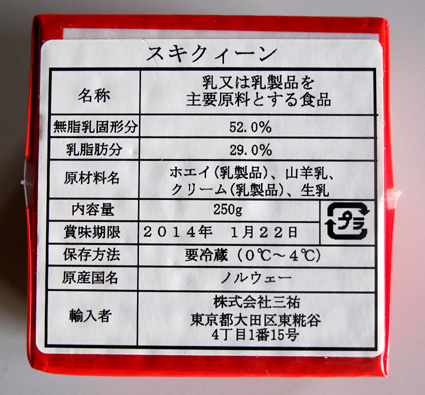 スキクィーン
名称 乳又は乳製品を
主要原料とする食品
無脂乳固形分 52.0%
乳脂肪分 29.0%
原材料名 ホエイ(乳製品)、山羊乳、
クリーム(乳製品)、生乳
内容量 250g
賞味期限 2014年 1月22日
プラ
保存方法 要冷蔵(0℃~4℃)
原産国名 ノルウェー
輸入者 株式会社三祐
東京都大田区東糀谷
4丁目1番15号